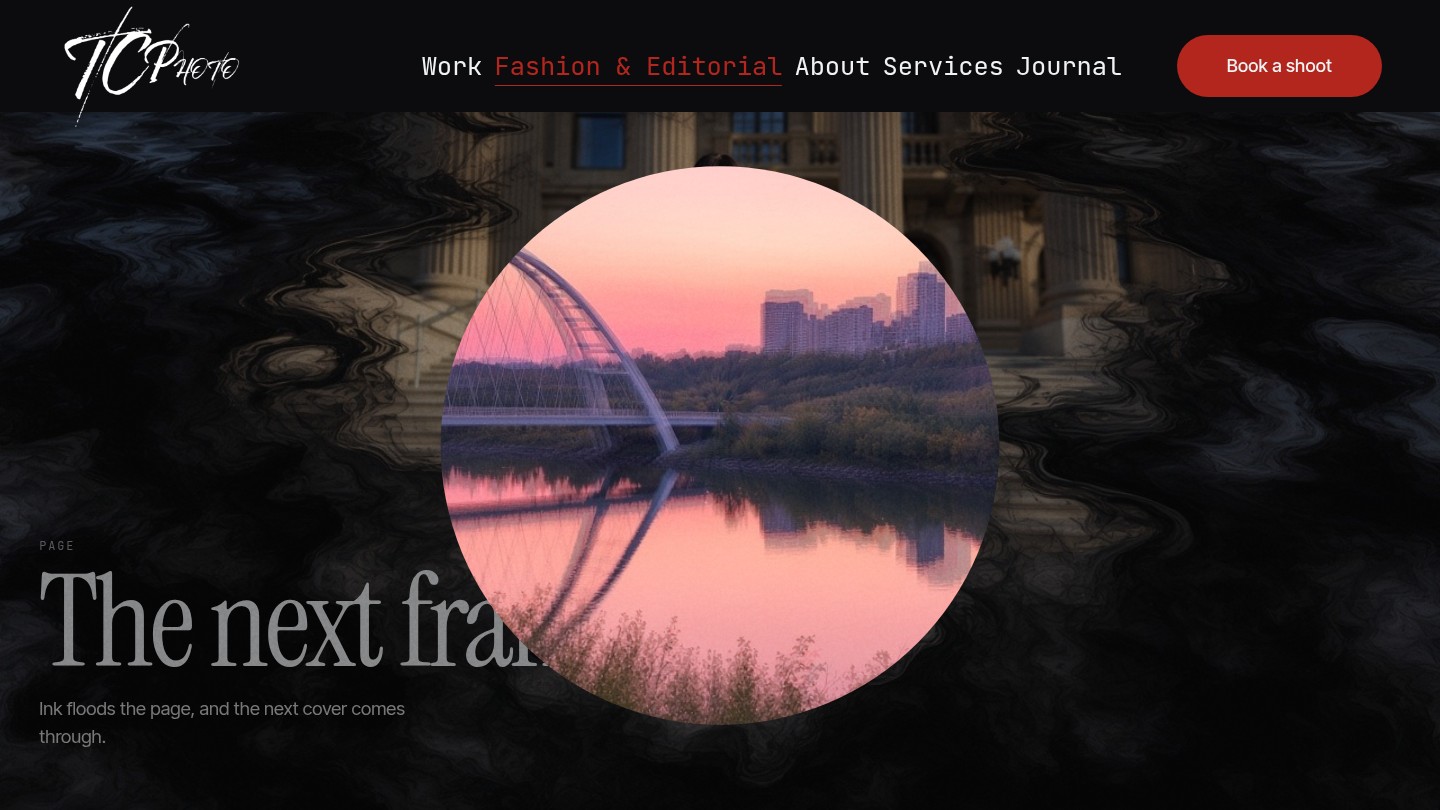 TCPHOTO
Work Fashion & Editorial About Services Journal
Book a shoot
PAGE
The next
Ink floods the page, and the next cover comes
through.